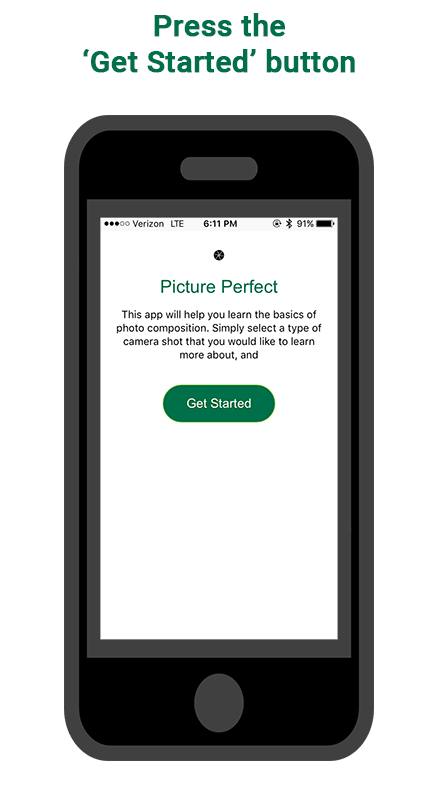 Press the
‘Get Started’ button
Verizon LTE 6:11 PM 91%
Picture Perfect
This app will help you learn the basics of
photo composition. Simply select a type of
camera shot that you would like to learn
more about, and
Get Started